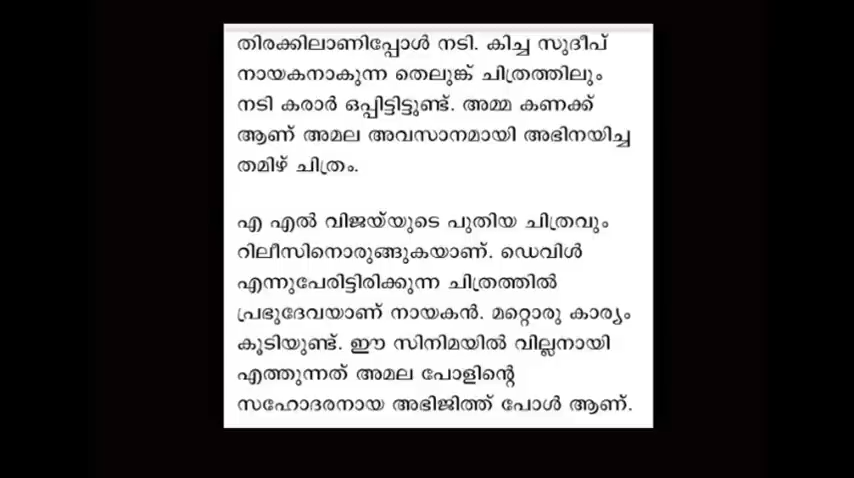 തിരക്കിലാണിപ്പോൾ നടി. കിച്ച സുദീപ്
നായകനാകുന്ന തെലുങ്ക് ചിത്രത്തിലും
നടി കരാർ ഒപ്പിട്ടിട്ടുണ്ട്. അമ്മ കണക്ക്
ആണ് അമല അവസാനമായി അഭിനയിച്ച
തമിഴ് ചിത്രം.
എ എൽ വിജയ്‌യുടെ പുതിയ ചിത്രവും
റിലീസിനൊരുങ്ങുകയാണ്. ഡെവിൾ
എന്നുപേരിട്ടിരിക്കുന്ന ചിത്രത്തിൽ
പ്രഭുദേവയാണ് നായകൻ. മറ്റൊരു കാര്യം
കൂടിയുണ്ട്. ഈ സിനിമയിൽ വില്ലനായി
എത്തുന്നത് അമല പോളിന്റെ
സഹോദരനായ അഭിജിത്ത് പോൾ ആണ്.